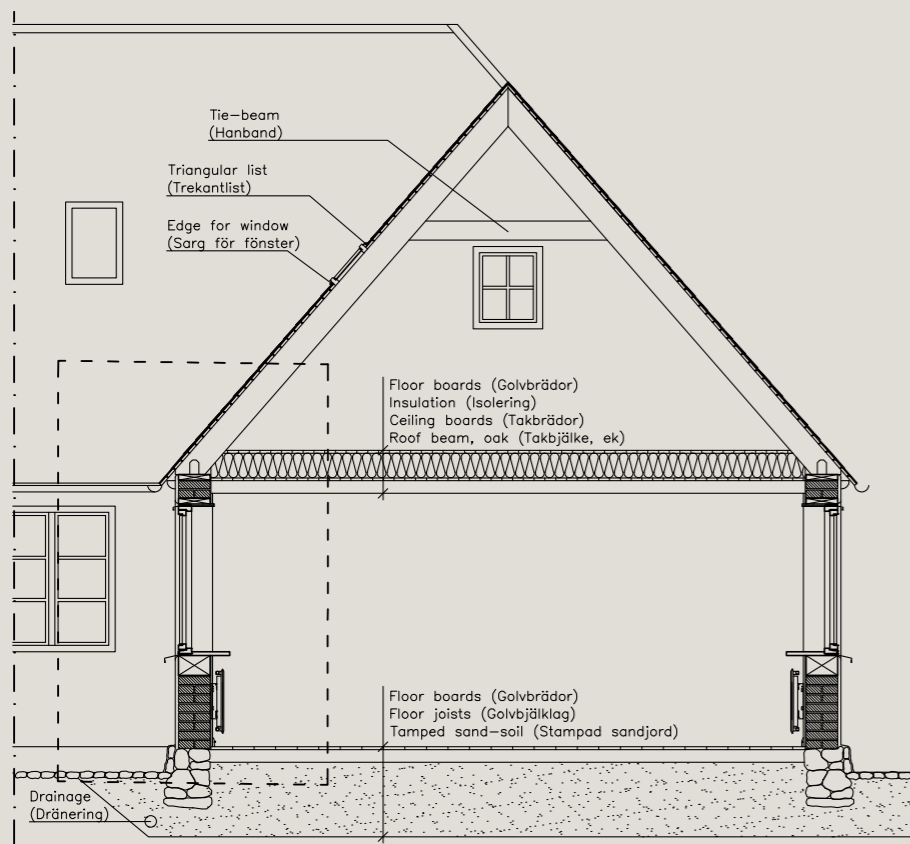 Tie-beam
(Hanband)
Triangular list
(Trekantlist)
Edge for window
(Sarg för fönster)
Floor boards (Golvbrädor)
Insulation (Isolering)
Ceiling boards (Takbrädor)
Roof beam, oak (Takbjälke, ek)
Floor boards (Golvbrädor)
Floor joists (Golvbjälklag)
Tamped sand-soil (Stampad sandjord)
Drainage
(Dränering)